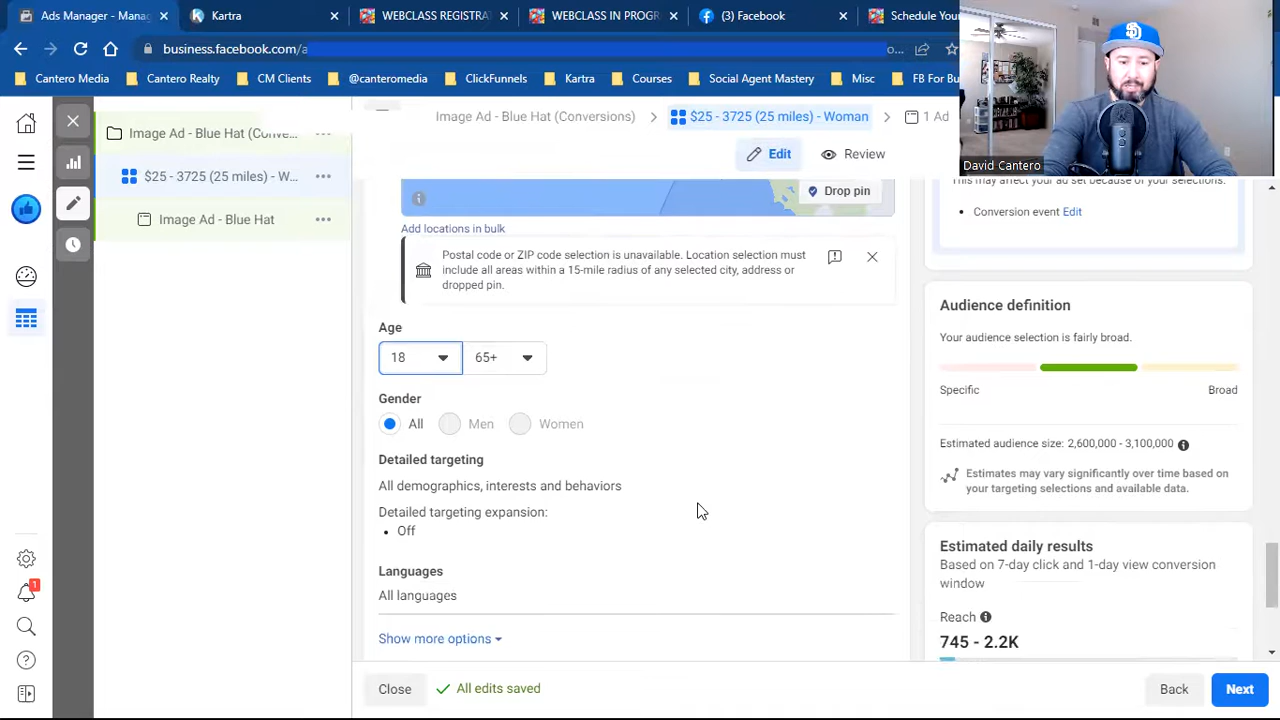 Ads Manager - Manag
Kartra
WEBCLASS REGISTRA
WEBCLASS IN PROGR
(3) Facebook
Schedule You
business.facebook.com/a
o...
Cantero Media
Cantero Realty
CM Clients
@canteromedia
ClickFunnels
Kartra
Courses
Social Agent Mastery
Misc
FB For Bu
David Cantero
Image Ad - Blue Hat (Conve...
$25 - 3725 (25 miles) - W...
Image Ad - Blue Hat
1
Image Ad - Blue Hat (Conversions)
$25 - 3725 (25 miles) - Woman
1 Ad
Edit
Review
Drop pin
Add locations in bulk
Postal code or ZIP code selection is unavailable. Location selection must
include all areas within a 15-mile radius of any selected city, address or
dropped pin.
Age
18
65+
Gender
All
Men
Women
Detailed targeting
All demographics, interests and behaviors
Detailed targeting expansion:
Off
Languages
All languages
Show more options
Close
All edits saved
Back
Next
This may affect your ad set because of your selections.
Conversion event Edit
Audience definition
Your audience selection is fairly broad.
Specific
Broad
Estimated audience size: 2,600,000 - 3,100,000
Estimates may vary significantly over time based on
your targeting selections and available data.
Estimated daily results
Based on 7-day click and 1-day view conversion
window
Reach
745 - 2.2K